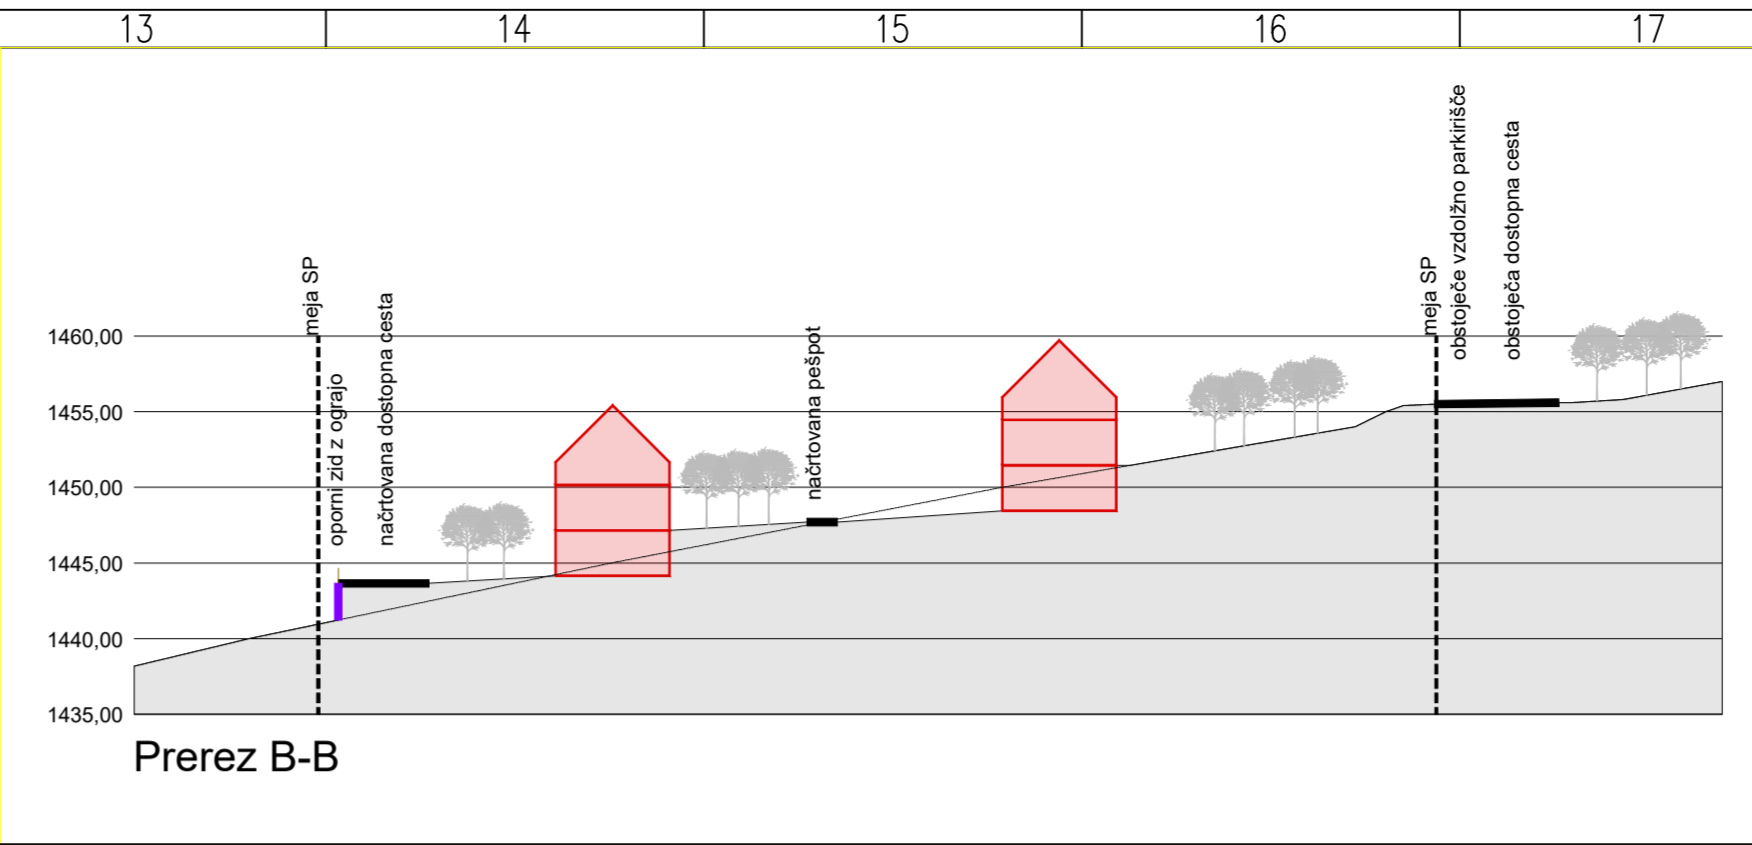 13 14 15 16 17
meja SP
oporni zid z ograjo
načrtovana dostopna cesta
načrtovana pešpot
meja SP
obstoječe vzdolžno parkirišče
obstoječa dostopna cesta
1460,00
1455,00
1450,00
1445,00
1440,00
1435,00
Prerez B-B